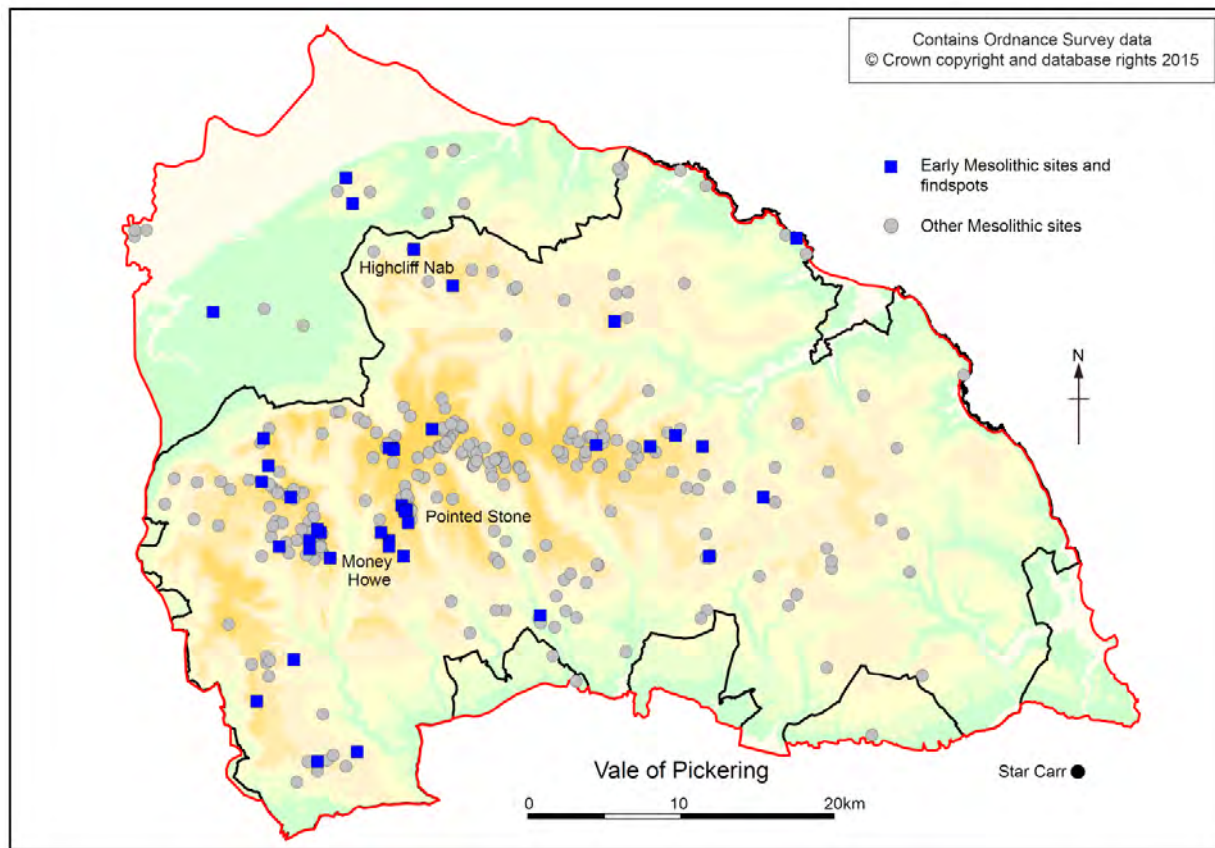 Contains Ordnance Survey data
© Crown copyright and database rights 2015
Early Mesolithic sites and
findspots
Other Mesolithic sites
Highcliff Nab
N
Pointed Stone
Money
Howe
Vale of Pickering
Star Carr
0 10 20km